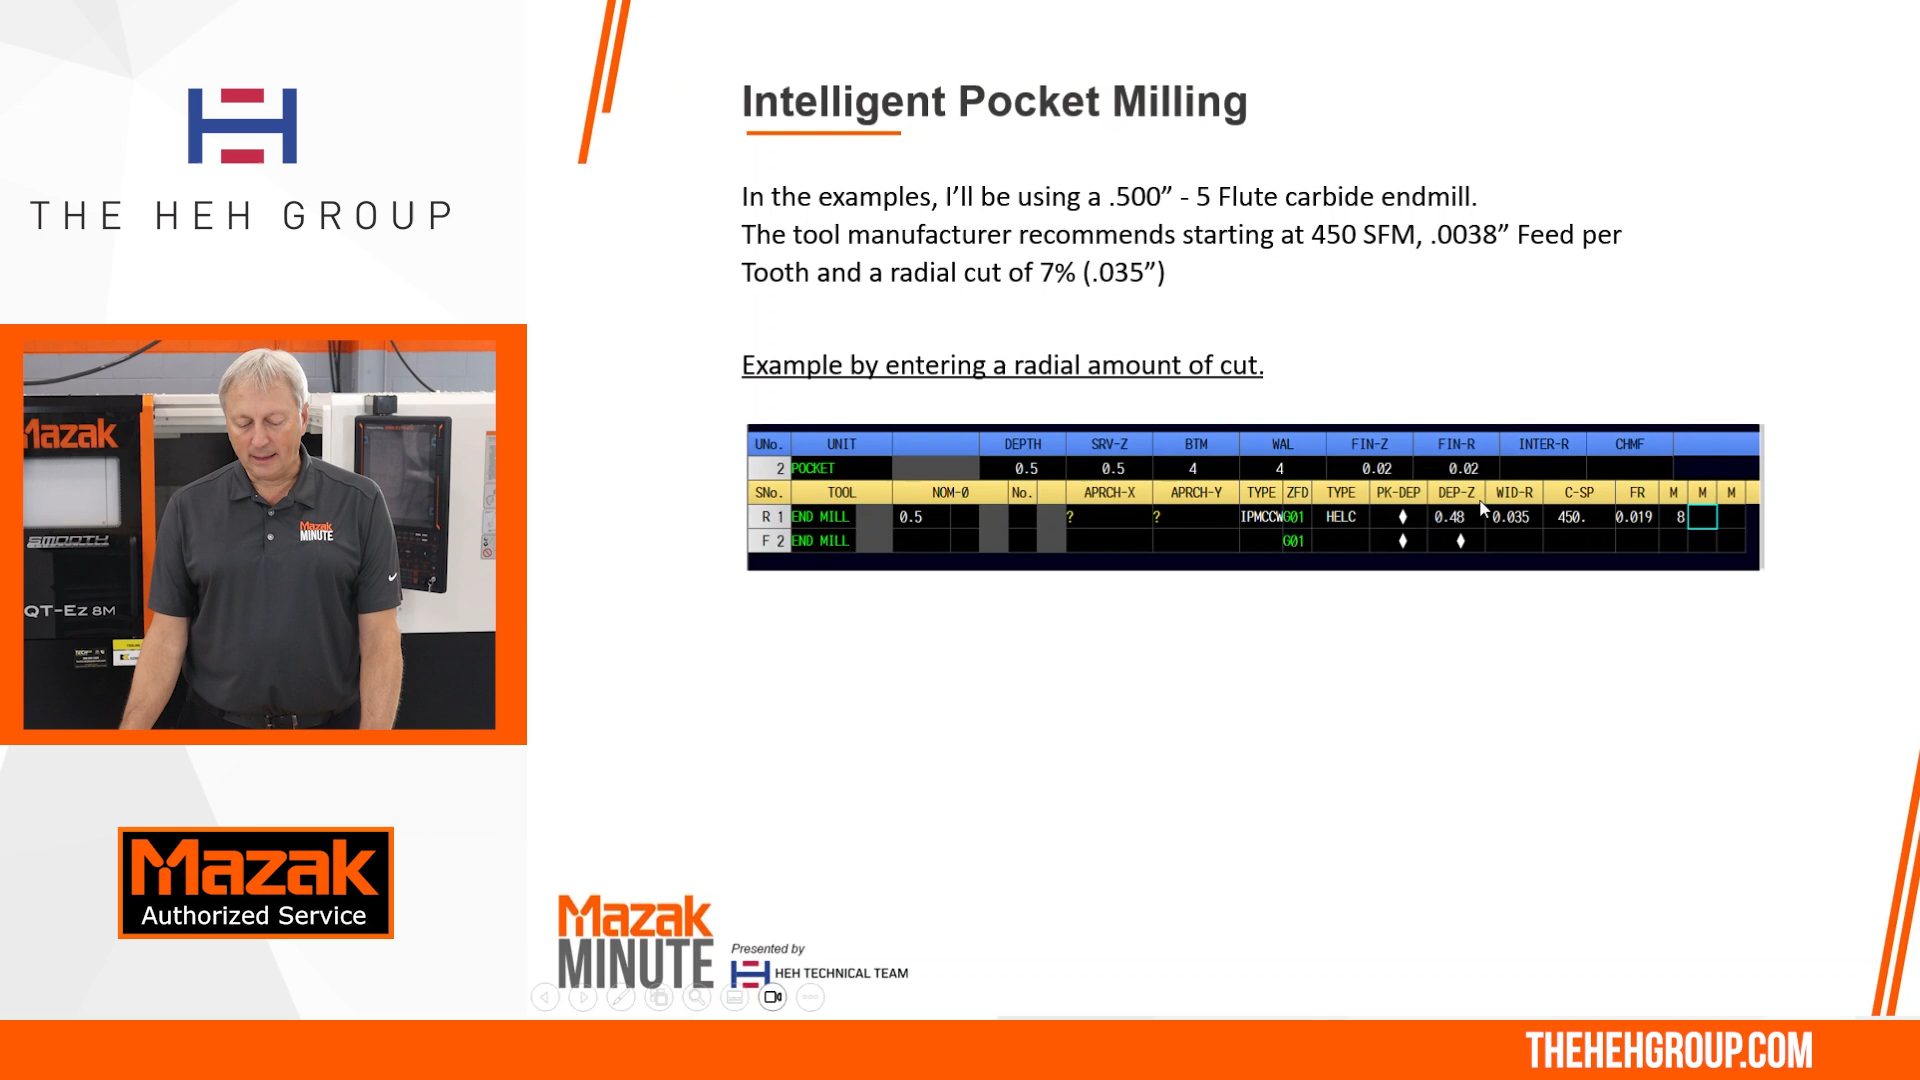 THE HEH GROUP
Mazak
SMOOTH
QT-Ez 8M
Mazak
MINUTE
Mazak
Authorized Service
Intelligent Pocket Milling
In the examples, I’ll be using a .500” - 5 Flute carbide endmill.
The tool manufacturer recommends starting at 450 SFM, .0038” Feed per
Tooth and a radial cut of 7% (.035”)
Example by entering a radial amount of cut.
UNo. UNIT DEPTH SRV-Z BTM WAL FIN-Z FIN-R INTER-R CHMF
2 POCKET 0.5 0.5 4 4 0.02 0.02
SNo. TOOL NOM-Ø No. APRCH-X APRCH-Y TYPE ZFD TYPE PK-DEP DEP-Z WID-R C-SP FR M M M
R 1 END MILL 0.5 ? ? IPMCCW G01 HELC ♦ 0.48 0.035 450. 0.019 8
F 2 END MILL G01 ♦ ♦
Mazak
MINUTE
Presented by
HEH TECHNICAL TEAM
THEHEHGROUP.COM